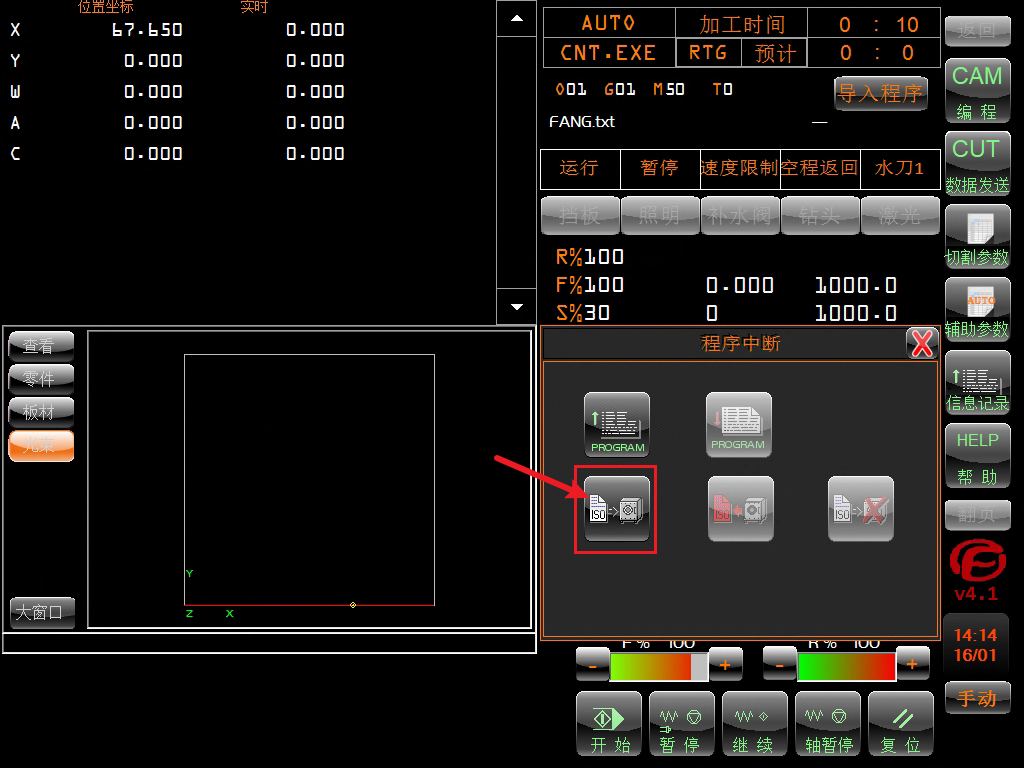 位置坐标 实时
X 67.650 0.000
Y 0.000 0.000
W 0.000 0.000
A 0.000 0.000
C 0.000 0.000
AUTO 加工时间 0 : 10
CNT.EXE RTG 预计 0 : 0
O01 G01 M50 T0 导入程序
FANG.txt
运行 暂停 速度限制 空程返回 水刀1
挡板 照明 补水阀 钻头 激光
R%100
F%100 0.000 1000.0
S%30 0 1000.0
返回
CAM
编程
CUT
数据发送
切割参数
AUTO
辅助参数
信息记录
HELP
帮助
翻页
v4.1
14:14
16/01
手动
查看
零件
板材
光束
大窗口
Y
Z X
程序中断
PROGRAM PROGRAM
ISO ISO ISO
F% 100 R% 100
- + - +
开始 暂停 继续 轴暂停 复位